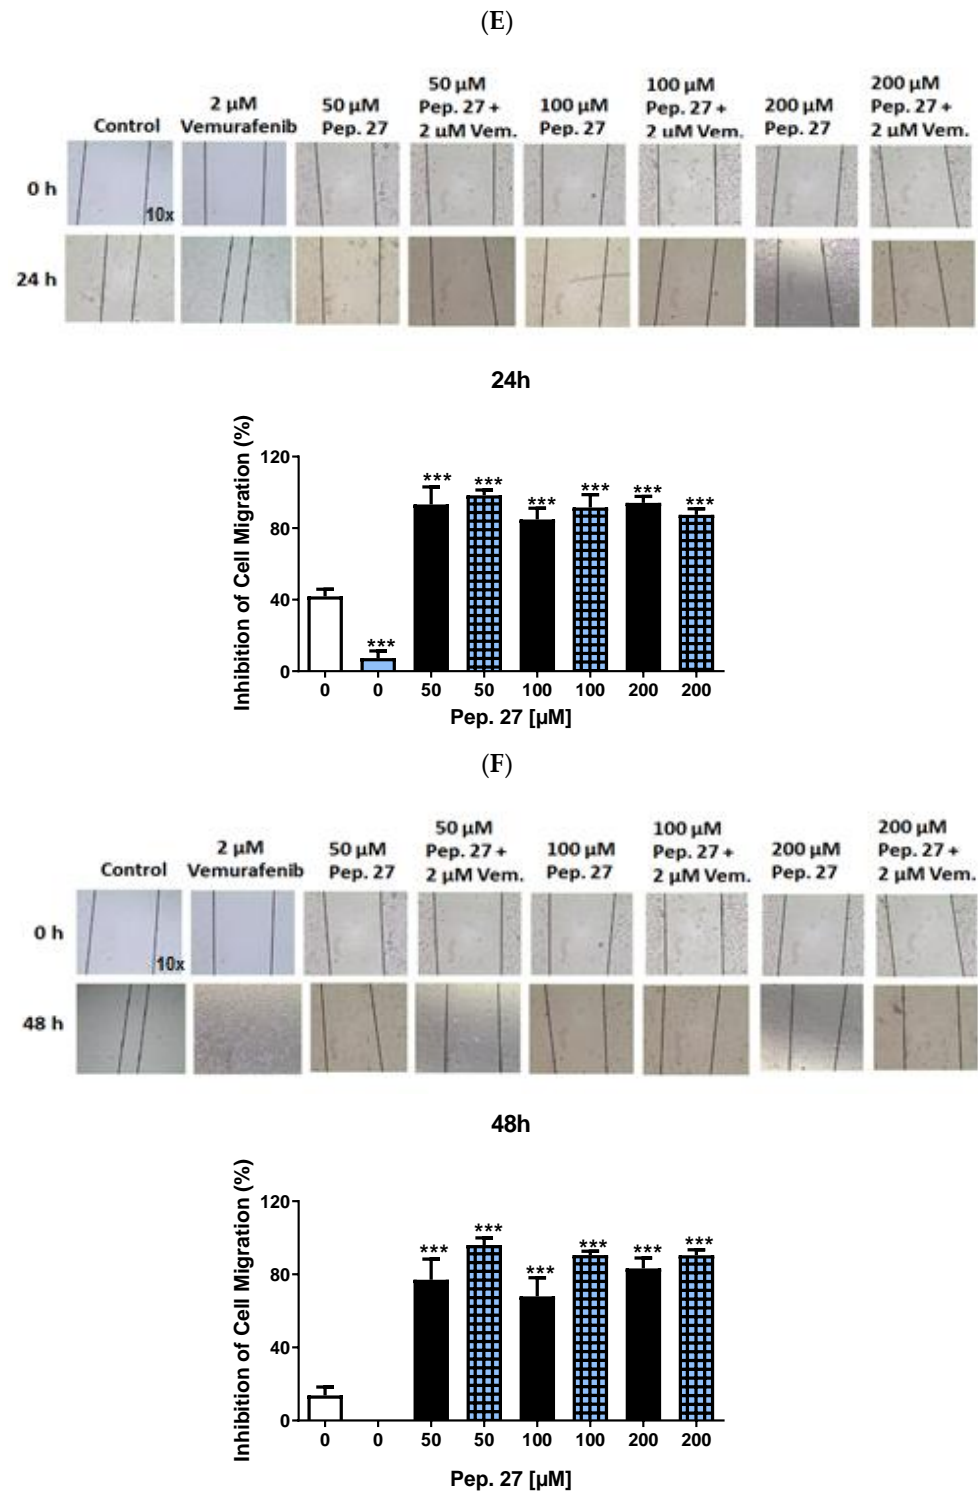 (E)
Control
2 µM
Vemurafenib
50 µM
Pep. 27
50 µM
Pep. 27 +
2 µM Vem.
100 µM
Pep. 27
100 µM
Pep. 27 +
2 uM Vem.
200 µM
Pep. 27
200 µM
Pep. 27 +
2 µM Vem.
0 h
10x
24 h
24h
Inhibition of Cell Migration (%)
120
80
40
0
*** *** *** *** *** *** ***
0 0 50 50 100 100 200 200
Pep. 27 [µM]
(F)
Control
2 µM
Vemurafenib
50 µM
Pep. 27
50 µM
Pep. 27 +
2 µM Vem.
100 µM
Pep. 27
100 µM
Pep. 27 +
2 µM Vem.
200 µM
Pep. 27
200 µM
Pep. 27 +
2 µM Vem.
0 h
10x
48 h
48h
Inhibition of Cell Migration (%)
120
80
40
0
*** *** *** *** *** ***
0 0 50 50 100 100 200 200
Pep. 27 [µM]